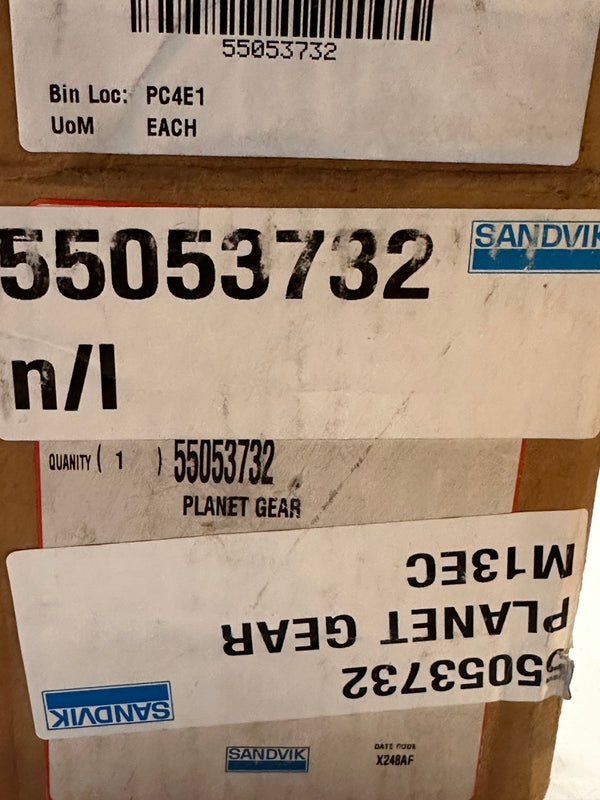 55053732
Bin Loc: PC4E1
UoM EACH
55053732
SANDVIK
n/l
QUANITY ( 1 ) 55053732
PLANET GEAR
55053732
PLANET GEAR
M13EC
SANDVIK
SANDVIK
DATE CODE
X248AF